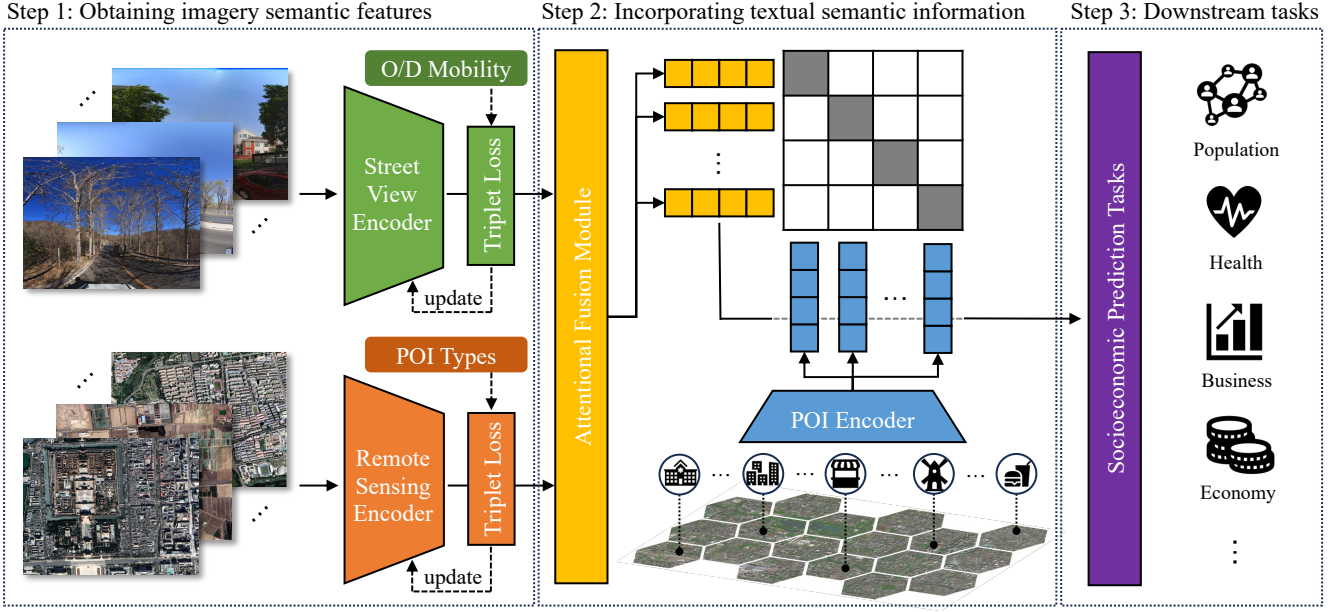 Step 1: Obtaining imagery semantic features
Step 2: Incorporating textual semantic information
Step 3: Downstream tasks
O/D Mobility
Street
View
Encoder
Triplet Loss
update
POI Types
Remote
Sensing
Encoder
Triplet Loss
update
Attentional Fusion Module
POI Encoder
Socioeconomic Prediction Tasks
Population
Health
Business
Economy